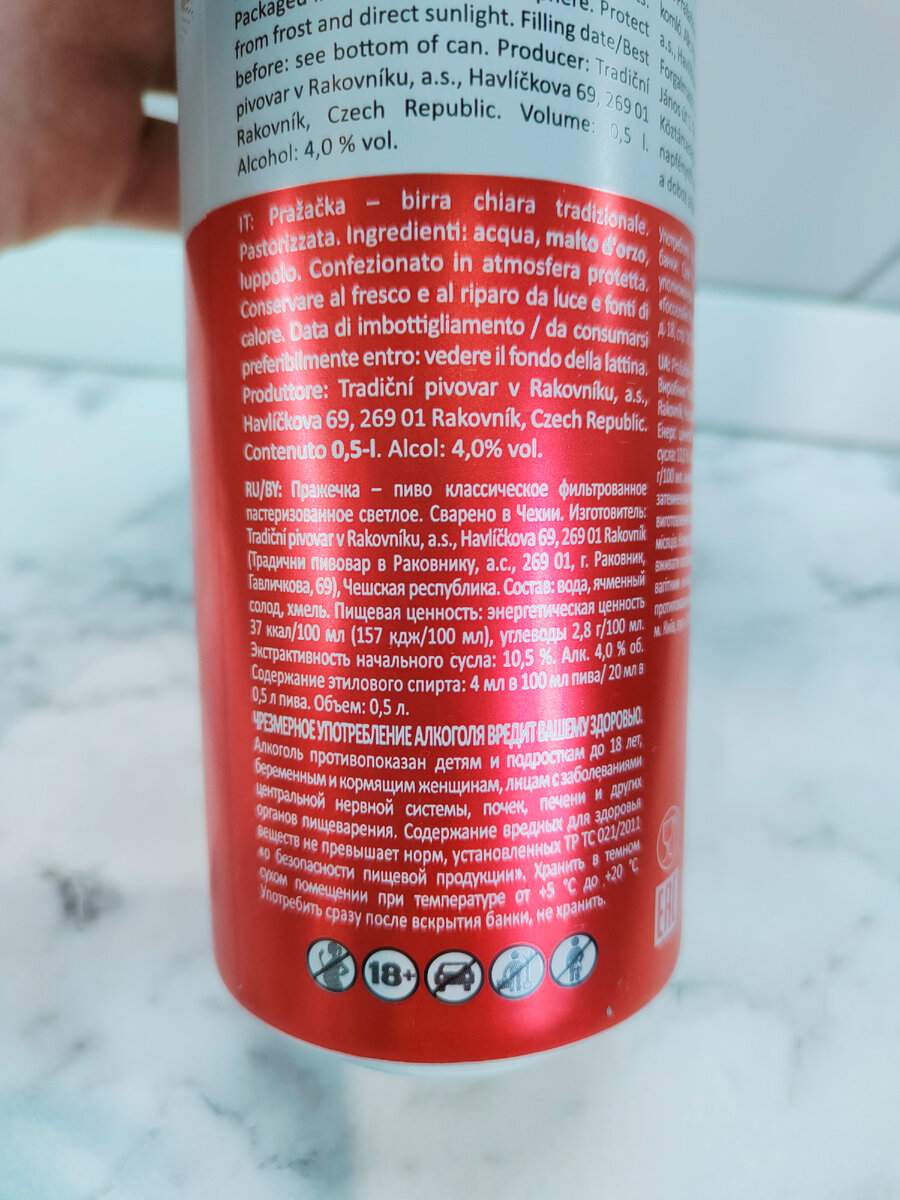 Packaged
from frost and direct sunlight. Filling date/Best
before: see bottom of can. Producer: Tradiční
pivovar v Rakovníku, a.s., Havlíčkova 69, 269 01
Rakovník, Czech Republic. Volume: 0,5 l.
Alcohol: 4,0 % vol.
IT: Pražačka – birra chiara tradizionale.
Pastorizzata. Ingredienti: acqua, malto d'orzo,
luppolo. Confezionato in atmosfera protetta.
Conservare al fresco e al riparo da luce e fonti di
calore. Data di imbottigliamento / da consumarsi
preferibilmente entro: vedere il fondo della lattina.
Produttore: Tradiční pivovar v Rakovníku, a.s.,
Havlíčkova 69, 269 01 Rakovník, Czech Republic.
Contenuto 0,5-l. Alcol: 4,0% vol.
RU/BY: Пражечка – пиво классическое фильтрованное
пастеризованное светлое. Сварено в Чехии. Изготовитель:
Tradiční pivovar v Rakovníku, a.s., Havlíčkova 69, 269 01 Rakovník
(Традични пивовар в Раковнику, а.с., 269 01, г. Раковник,
Гавличкова, 69), Чешская республика. Состав: вода, ячменный
солод, хмель. Пищевая ценность: энергетическая ценность
37 ккал/100 мл (157 кдж/100 мл), углеводы 2,8 г/100 мл.
Экстрактивность начального сусла: 10,5 %. Алк. 4,0 % об.
Содержание этилового спирта: 4 мл в 100 мл пива/ 20 мл в
0,5 л пива. Объем: 0,5 л.
ЧРЕЗМЕРНОЕ УПОТРЕБЛЕНИЕ АЛКОГОЛЯ ВРЕДИТ ВАШЕМУ ЗДОРОВЬЮ.
Алкоголь противопоказан детям и подросткам до 18 лет,
беременным и кормящим женщинам, лицам с заболеваниями
центральной нервной системы, почек, печени и других
органов пищеварения. Содержание вредных для здоровья
веществ не превышает норм, установленных ТР ТС 021/2011
«о безопасности пищевой продукции». Хранить в темном
сухом помещении при температуре от +5 °C до +20 °C
Употребить сразу после вскрытия банки, не хранить.
18+
EAC